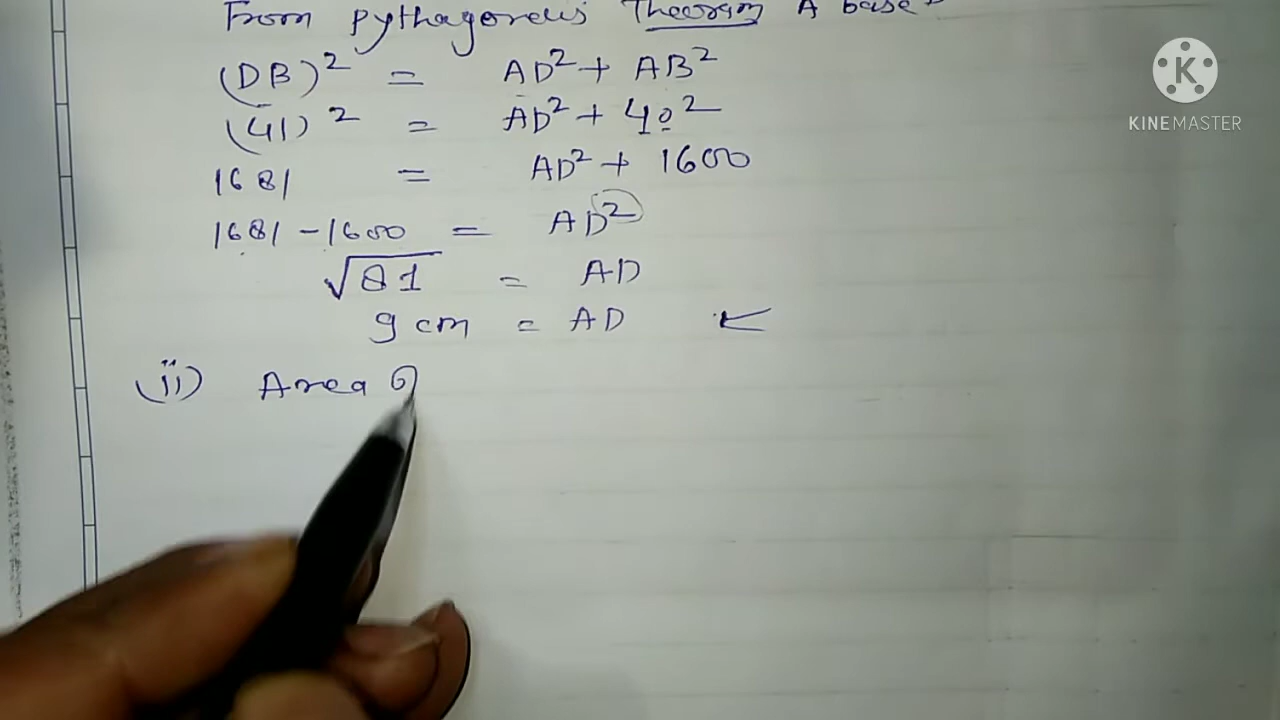 From Pythagoreus Theorem A base
(DB)² = AD² + AB²
(41)² = AD² + 40²
1681 = AD² + 1600
1681 - 1600 = AD²
√81 = AD
9 cm = AD
(ii) Area
K
KINEMASTER